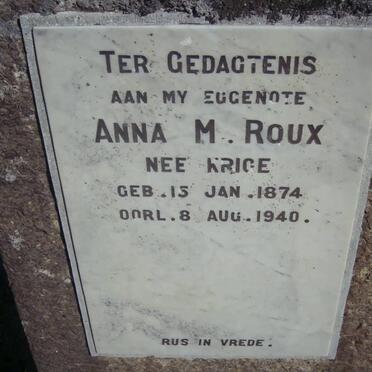 TER GEDAGTENIS
AAN MY EGGENOTE
ANNA M. ROUX
NEE KRIGE
GEB. 15 JAN. 1874
OORL. 8 AUG. 1940.
RUS IN VREDE.